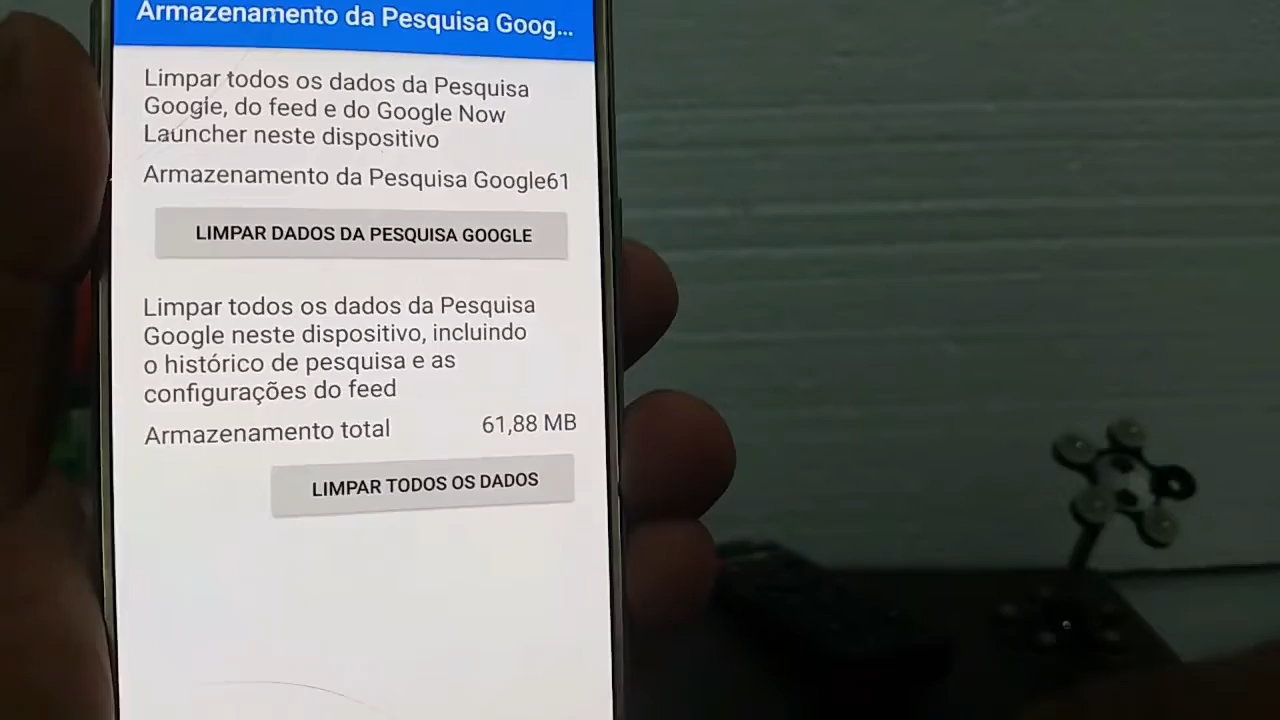 Armazenamento da Pesquisa Goog...
Limpar todos os dados da Pesquisa
Google, do feed e do Google Now
Launcher neste dispositivo
Armazenamento da Pesquisa Google61
LIMPAR DADOS DA PESQUISA GOOGLE
Limpar todos os dados da Pesquisa
Google neste dispositivo, incluindo
o histórico de pesquisa e as
configurações do feed
Armazenamento total 61,88 MB
LIMPAR TODOS OS DADOS